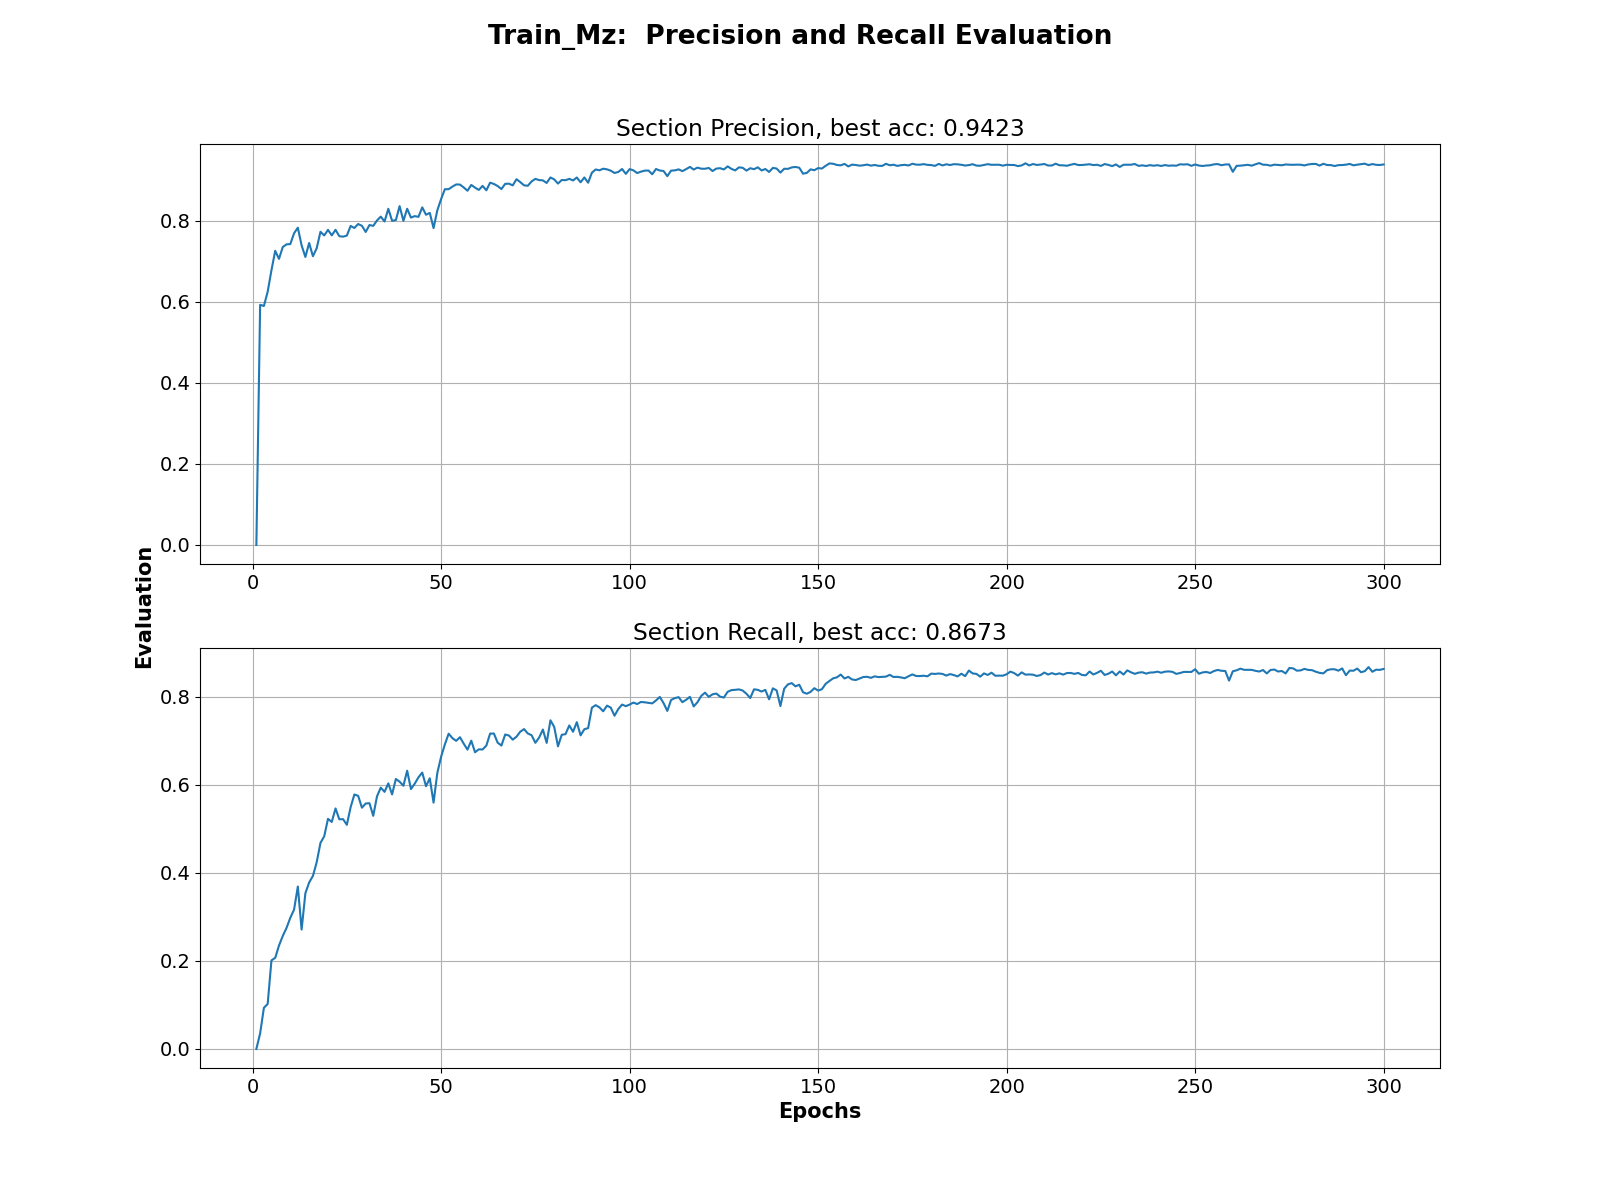 Train_Mz:  Precision and Recall Evaluation
Section Precision, best acc: 0.9423
0.8
0.6
0.4
0.2
0.0
0 50 100 150 200 250 300
Evaluation
Section Recall, best acc: 0.8673
0.8
0.6
0.4
0.2
0.0
0 50 100 150 200 250 300
Epochs